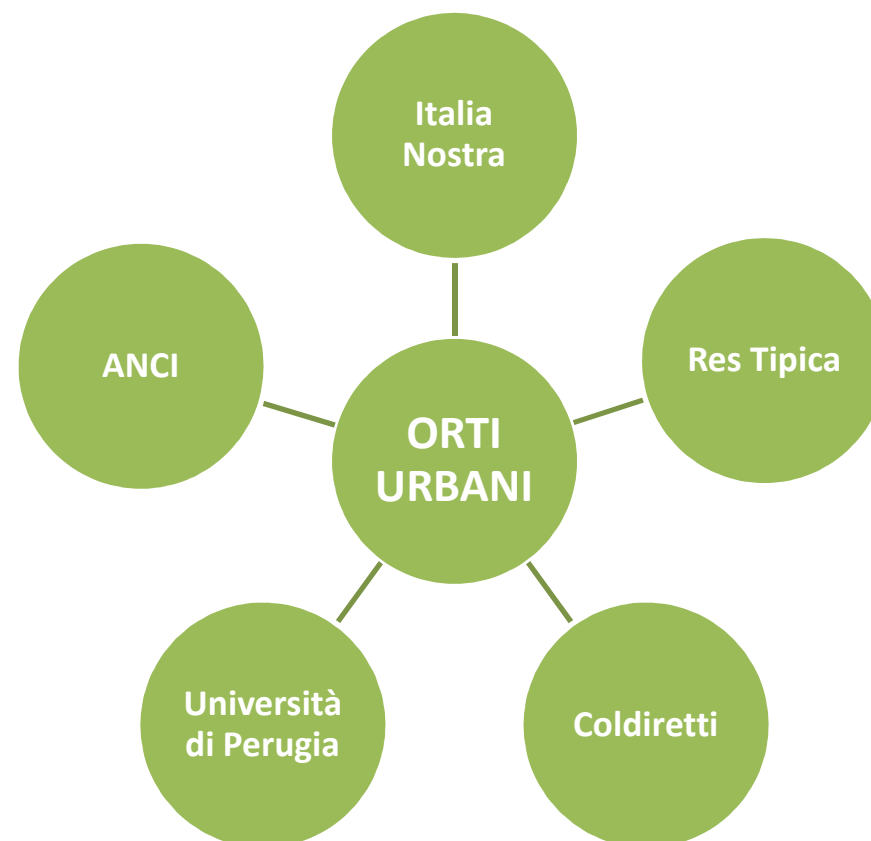 Italia
Nostra
ANCI
Res Tipica
ORTI
URBANI
Università
di Perugia
Coldiretti